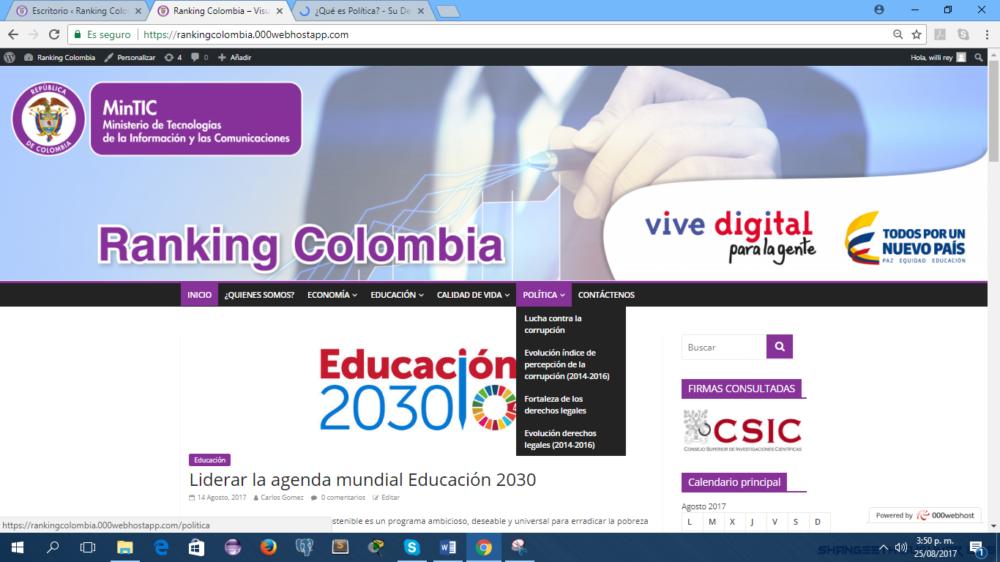 Escritorio ‹ Ranking Colo
Ranking Colombia – Visu
¿Qué es Política? - Su De
Es seguro
https://rankingcolombia.000webhostapp.com
Ranking Colombia
Personalizar
4
0
Añadir
Hola, willi rey
REPÚBLICA
DE COLOMBIA
MinTIC
Ministerio de Tecnologías
de la Información y las Comunicaciones
Ranking Colombia
vive digital
para la gente
TODOS POR UN
NUEVO PAÍS
PAZ EQUIDAD EDUCACIÓN
INICIO
¿QUIENES SOMOS?
ECONOMÍA
EDUCACIÓN
CALIDAD DE VIDA
POLÍTICA
CONTÁCTENOS
Lucha contra la
corrupción
Evolución índice de
percepción de la
corrupción (2014-2016)
Fortaleza de los
derechos legales
Evolución derechos
legales (2014-2016)
Educación
2030
4
Educación
Liderar la agenda mundial Educación 2030
14 Agosto, 2017
Carlos Gomez
0 comentarios
Editar
stenible es un programa ambicioso, deseable y universal para erradicar la pobreza
Buscar
FIRMAS CONSULTADAS
CSIC
CONSEJO SUPERIOR DE INVESTIGACIONES CIENTÍFICAS
Calendario principal
Agosto 2017
L M X J V S D
Powered by 000webhost
https://rankingcolombia.000webhostapp.com/politica
3:50 p. m.
25/08/2017
1